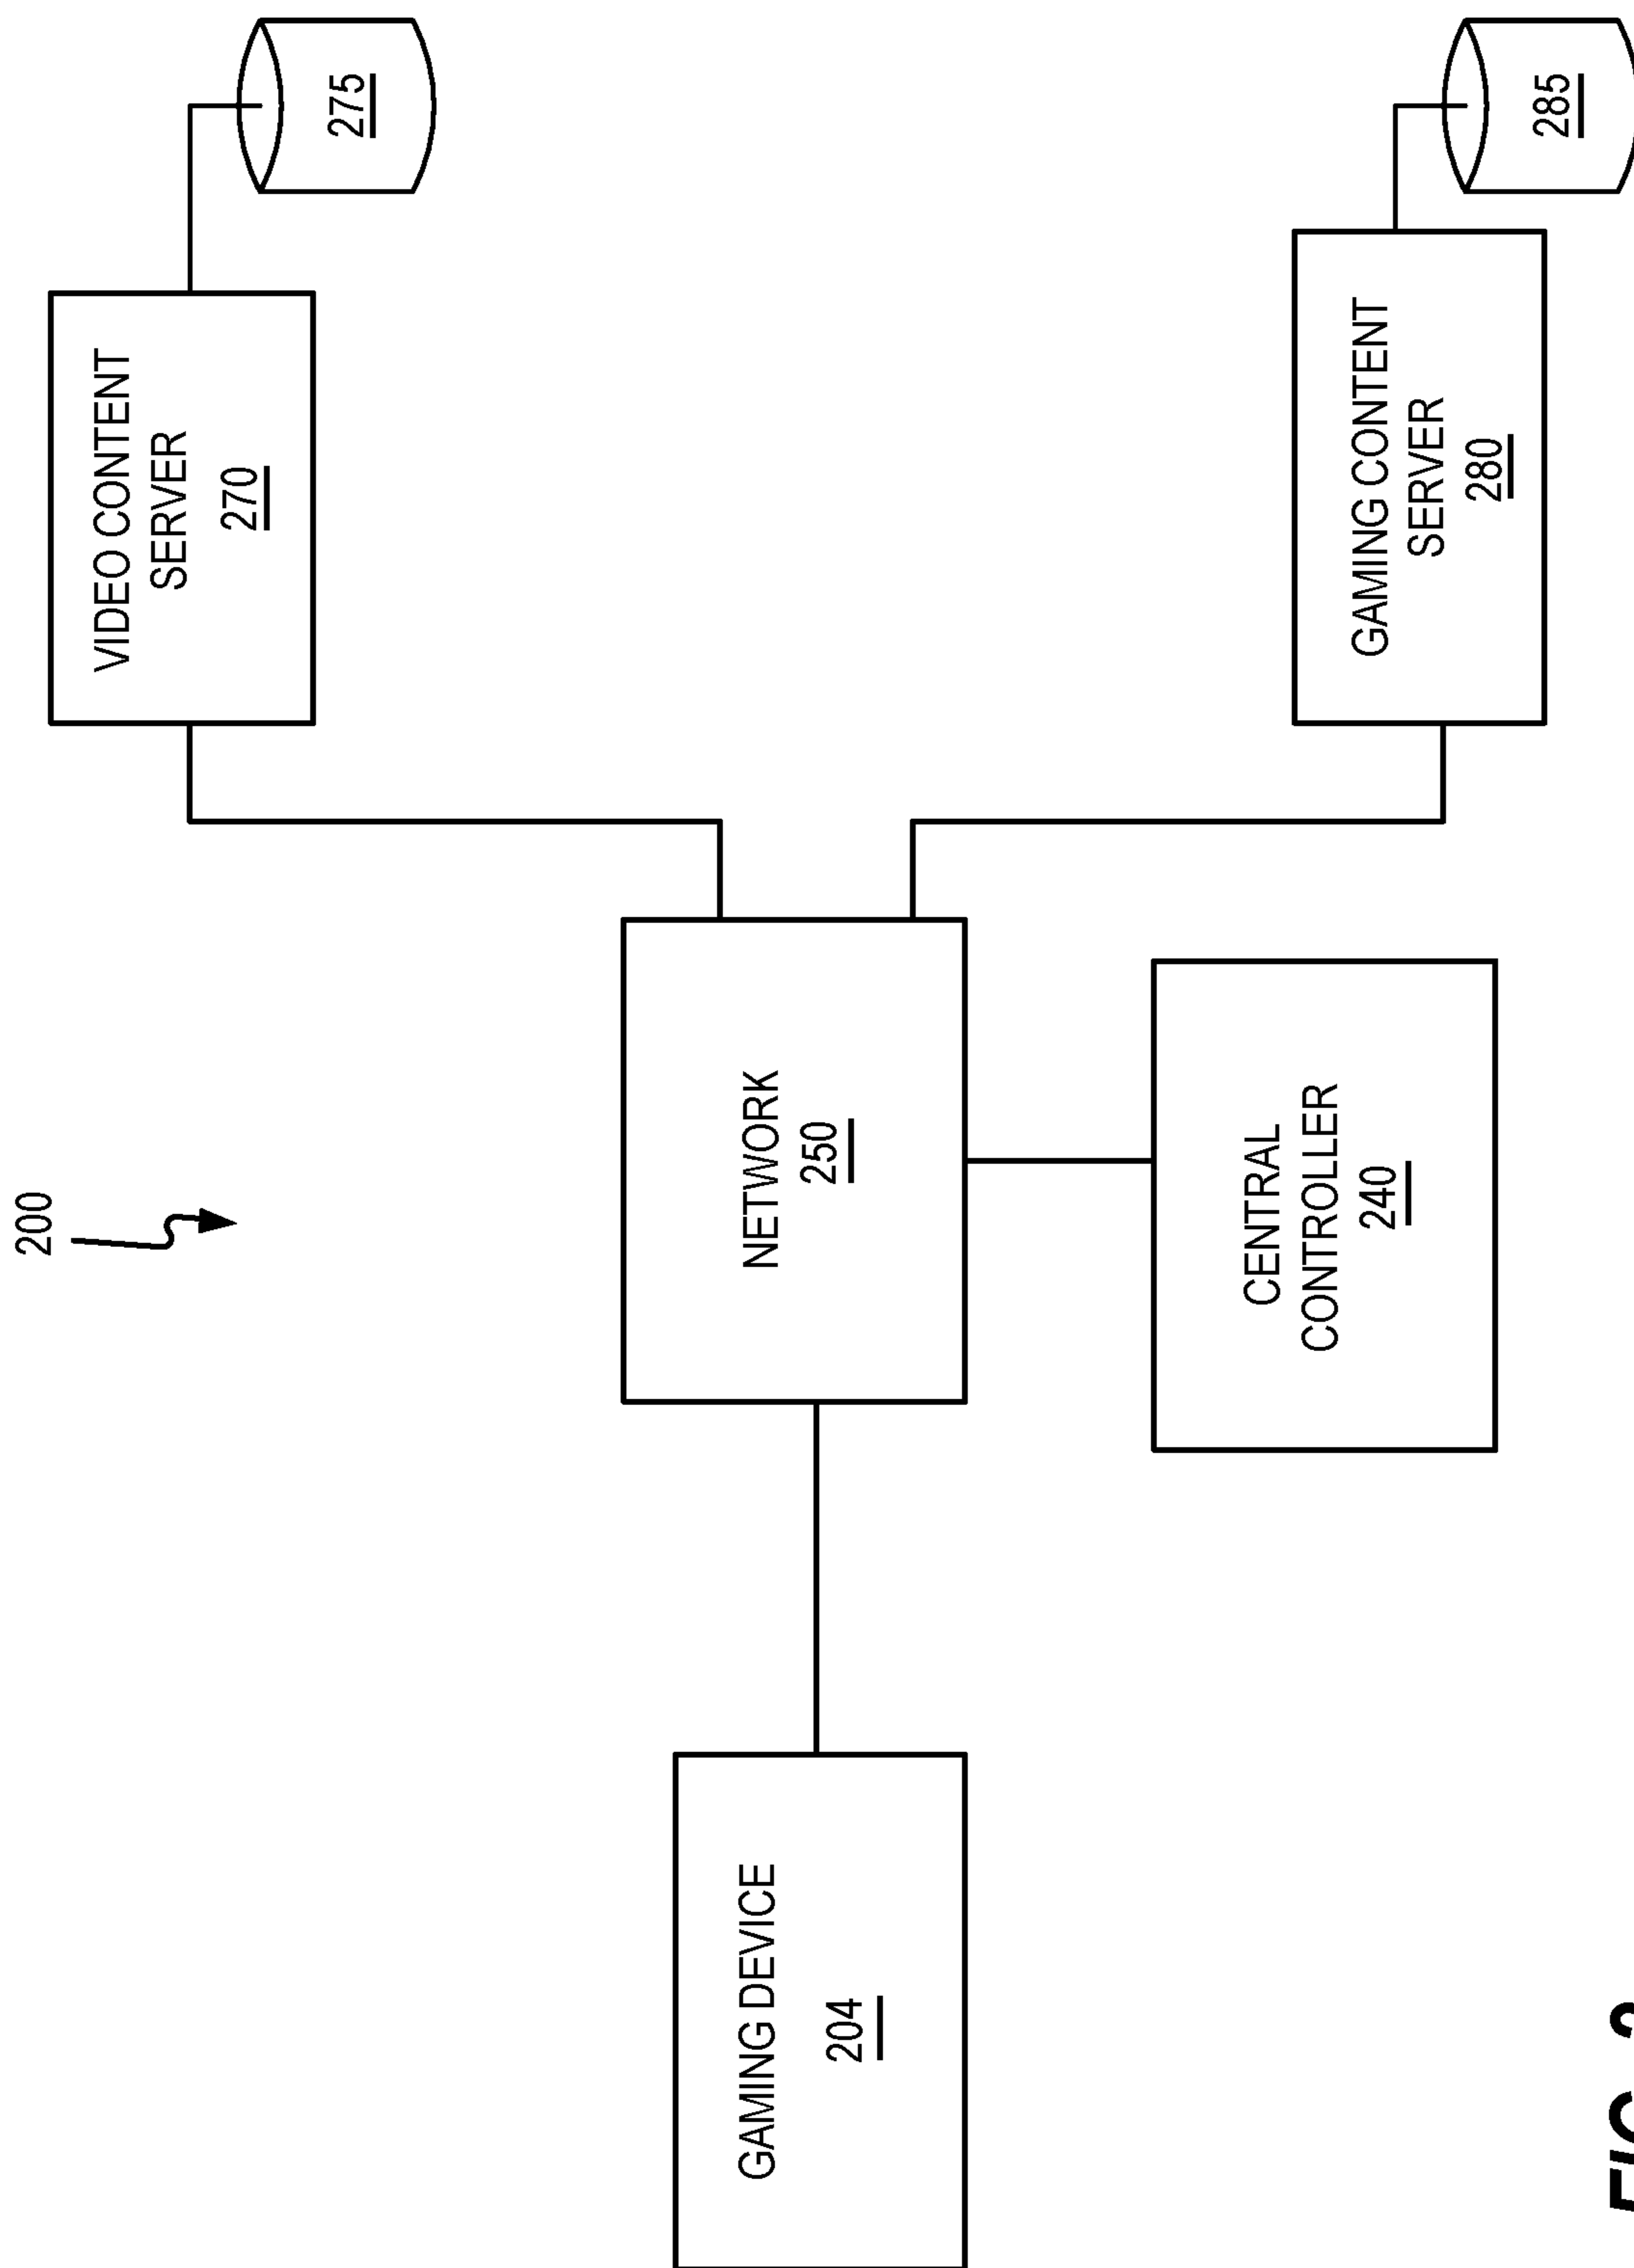 200
VIDEO CONTENT
SERVER
270
275
GAMING DEVICE
204
NETWORK
250
CENTRAL
CONTROLLER
240
GAMING CONTENT
SERVER
280
285